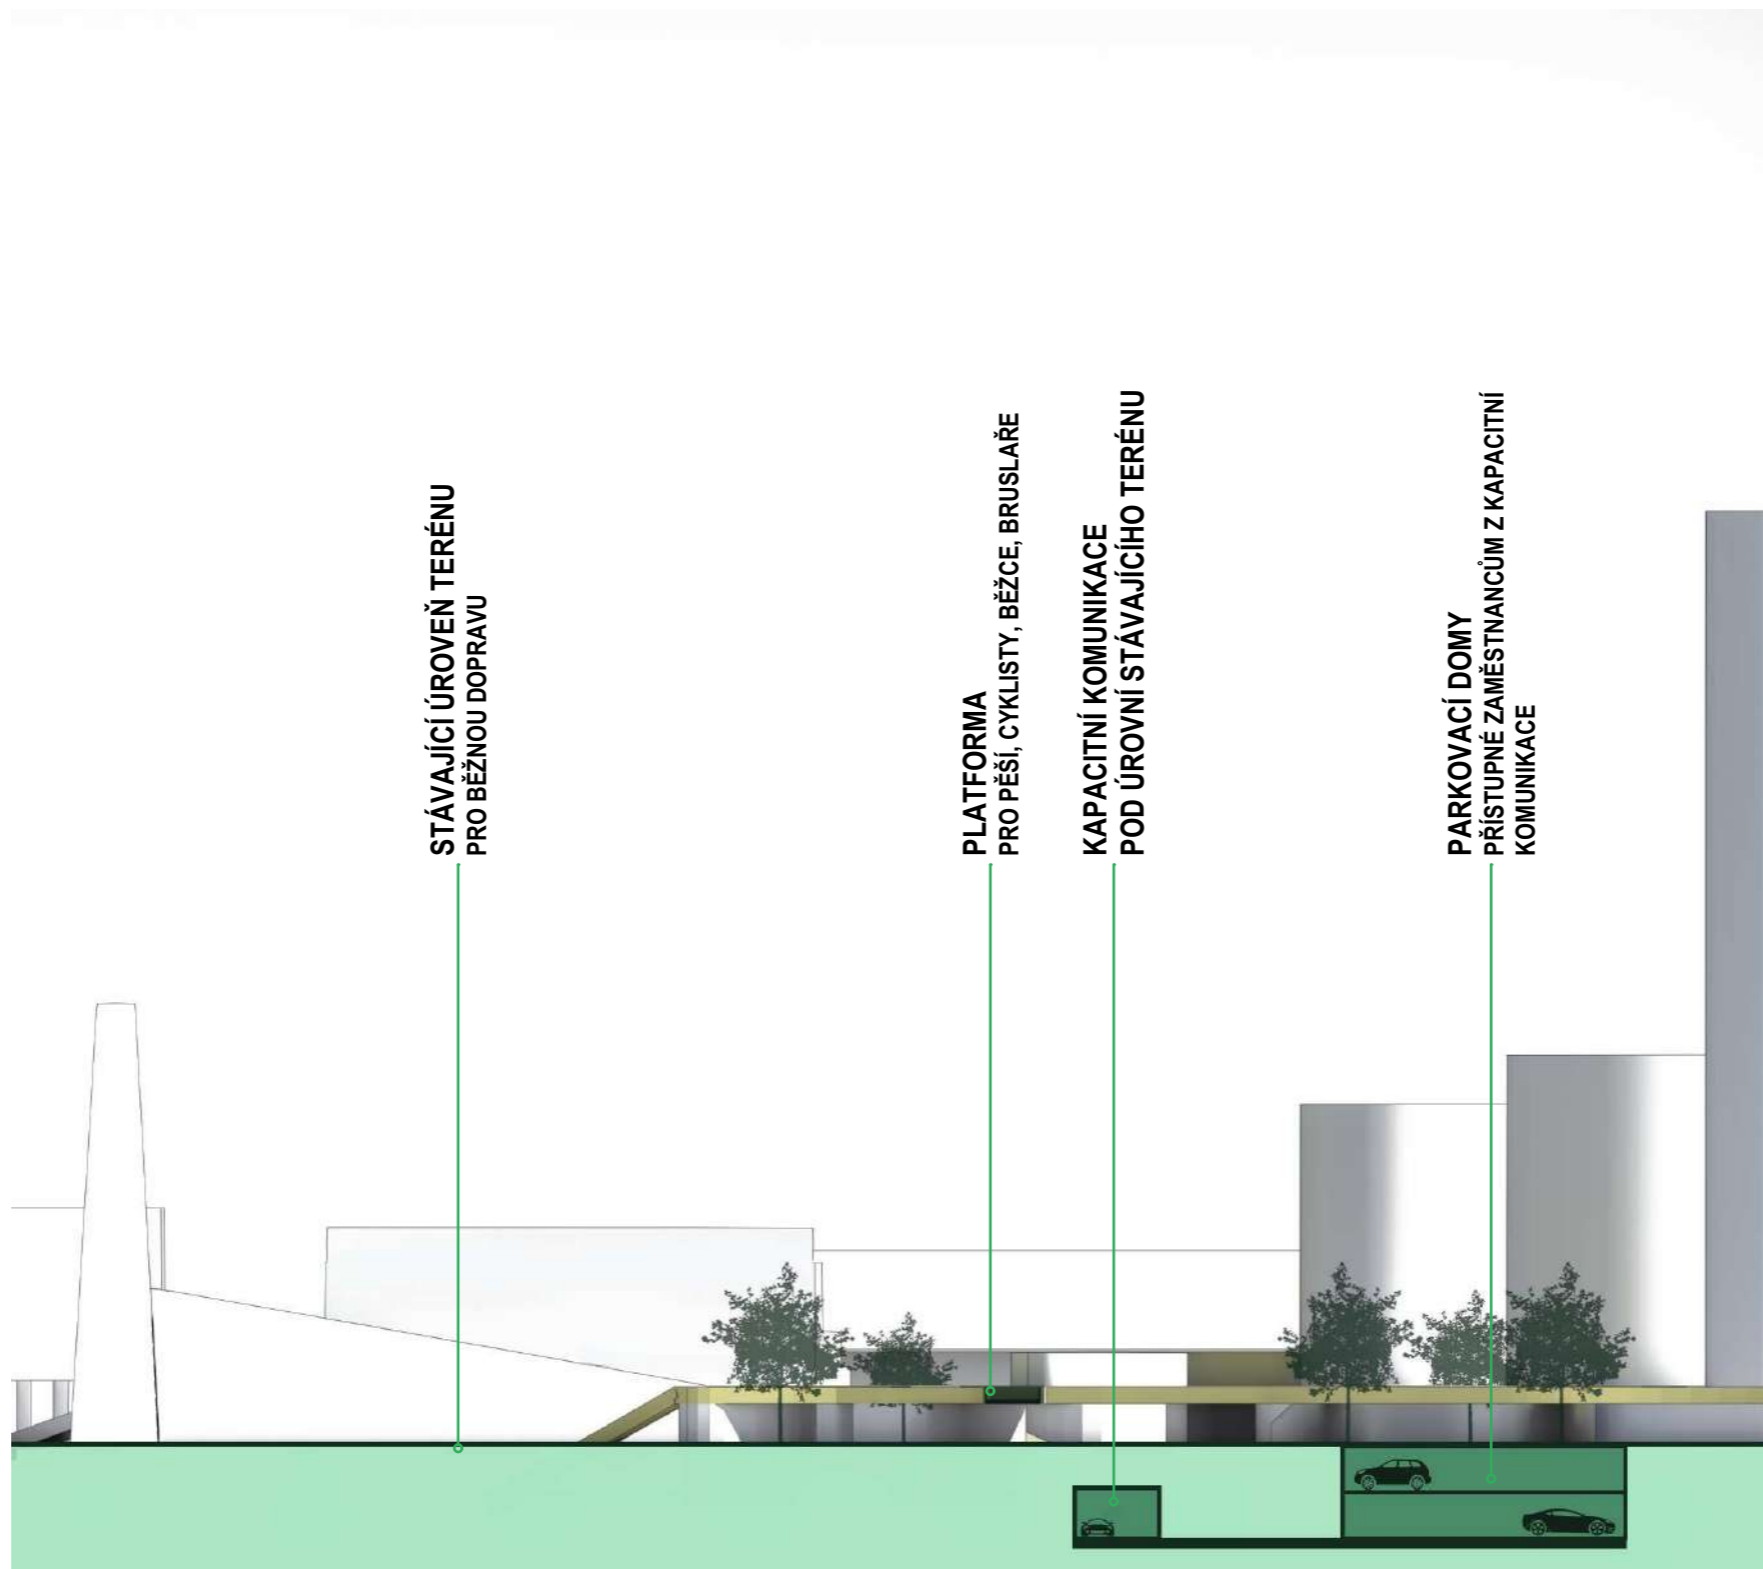 STÁVAJÍCÍ ÚROVEŇ TERÉNU
PRO BĚŽNOU DOPRAVU
PLATFORMA
PRO PĚŠÍ, CYKLISTY, BĚŽCE, BRUSLAŘE
KAPACITNÍ KOMUNIKACE
POD ÚROVNÍ STÁVAJÍCÍHO TERÉNU
PARKOVACÍ DOMY
PŘÍSTUPNÉ ZAMĚSTNANCŮM Z KAPACITNÍ
KOMUNIKACE